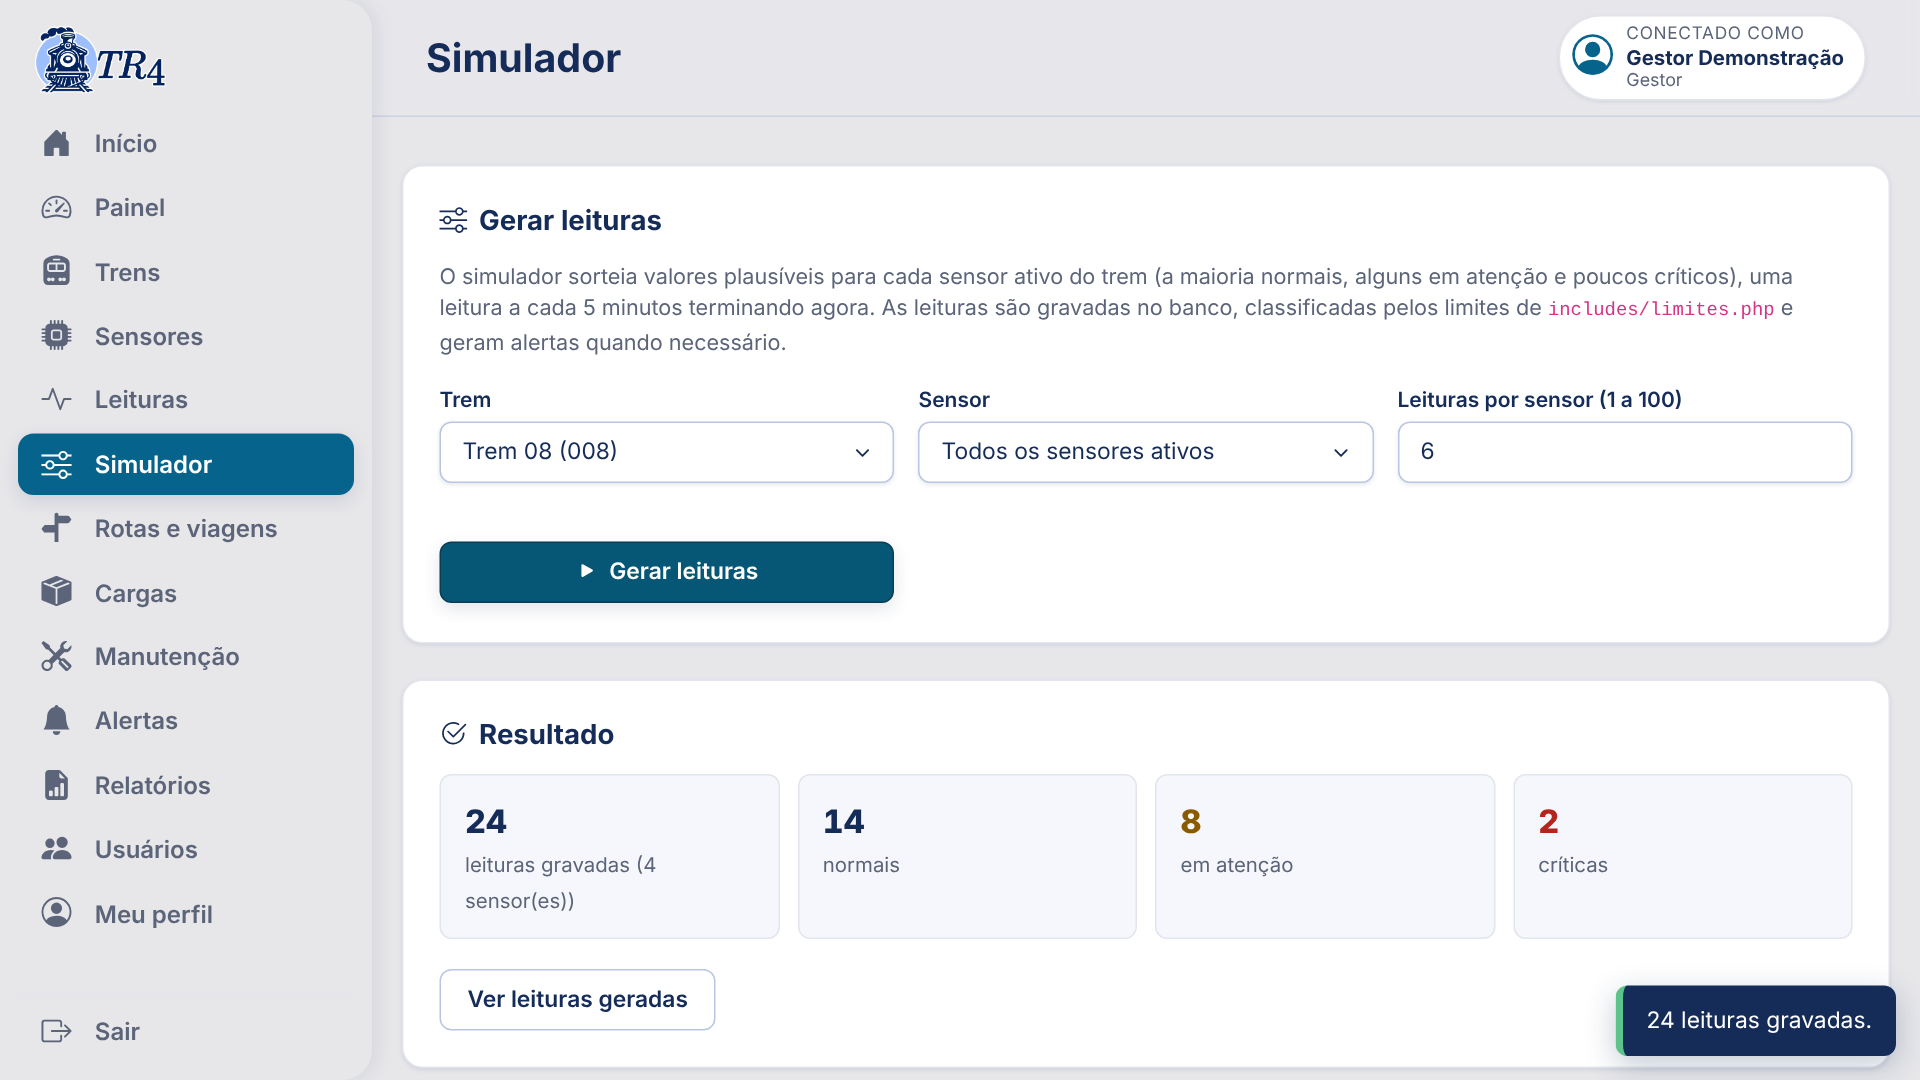 TR4
Início
Painel
Trens
Sensores
Leituras
Simulador
Rotas e viagens
Cargas
Manutenção
Alertas
Relatórios
Usuários
Meu perfil
Sair
Simulador
CONECTADO COMO
Gestor Demonstração
Gestor
Gerar leituras
O simulador sorteia valores plausíveis para cada sensor ativo do trem (a maioria normais, alguns em atenção e poucos críticos), uma
leitura a cada 5 minutos terminando agora. As leituras são gravadas no banco, classificadas pelos limites de includes/limites.php e
geram alertas quando necessário.
Trem
Trem 08 (008)
Sensor
Todos os sensores ativos
Leituras por sensor (1 a 100)
6
Gerar leituras
Resultado
24
leituras gravadas (4
sensor(es))
14
normais
8
em atenção
2
críticas
Ver leituras geradas
24 leituras gravadas.